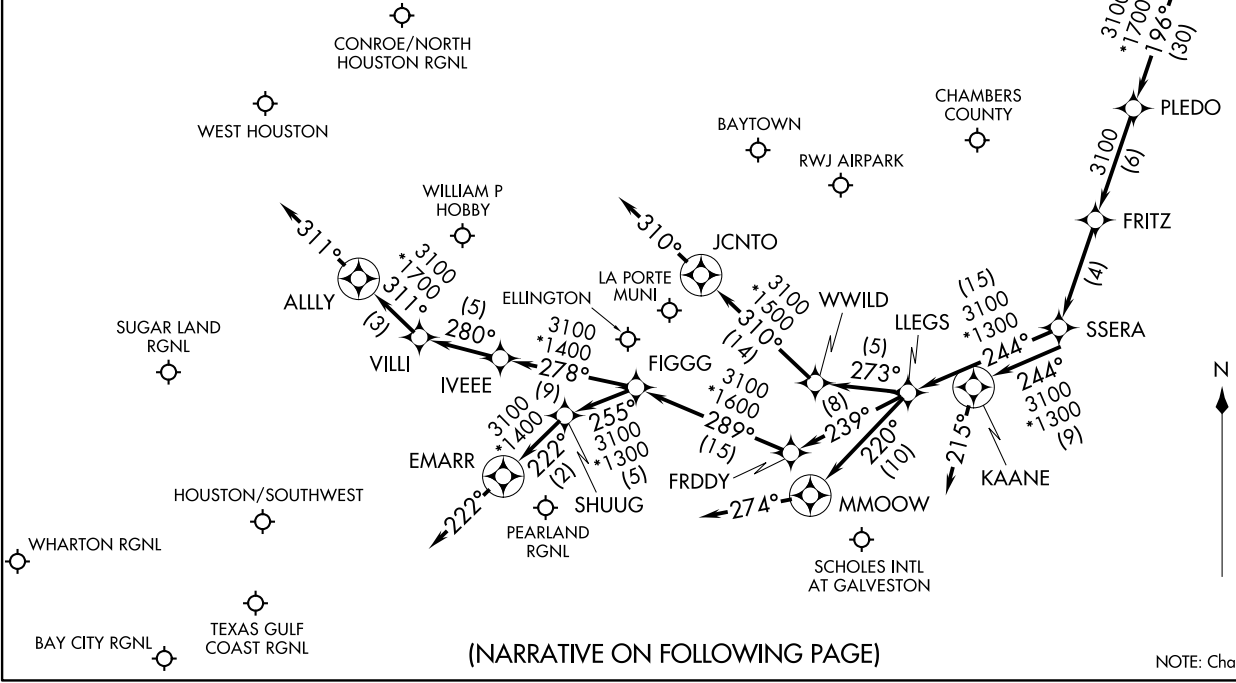 3100
*1700
196°
(30)
CONROE/NORTH
HOUSTON RGNL
WEST HOUSTON
CHAMBERS
COUNTY
PLEDO
BAYTOWN
RWJ AIRPARK
3100
(6)
WILLIAM P
HOBBY
FRITZ
311°
310°
JCNTO
(4)
3100
*1700
311°
(3)
ALLLY
(5)
280°
ELLINGTON
LA PORTE
MUNI
3100
*1500
310°
(14)
WWILD
LLEGS
(15)
3100
*1300
244°
SSERA
SUGAR LAND
RGNL
VILLI
IVEEE
3100
*1400
278°
(9)
FIGGG
(5)
273°
244°
3100
*1300
(9)
N
3100
*1600
289°
(15)
(8)
239°
220°
(10)
215°
KAANE
3100
*1400
222°
(2)
255°
3100
*1300
(5)
EMARR
SHUUG
FRDDY
274°
MMOOW
222°
HOUSTON/SOUTHWEST
PEARLAND
RGNL
WHARTON RGNL
SCHOLES INTL
AT GALVESTON
TEXAS GULF
COAST RGNL
BAY CITY RGNL
(NARRATIVE ON FOLLOWING PAGE)
NOTE: Cha